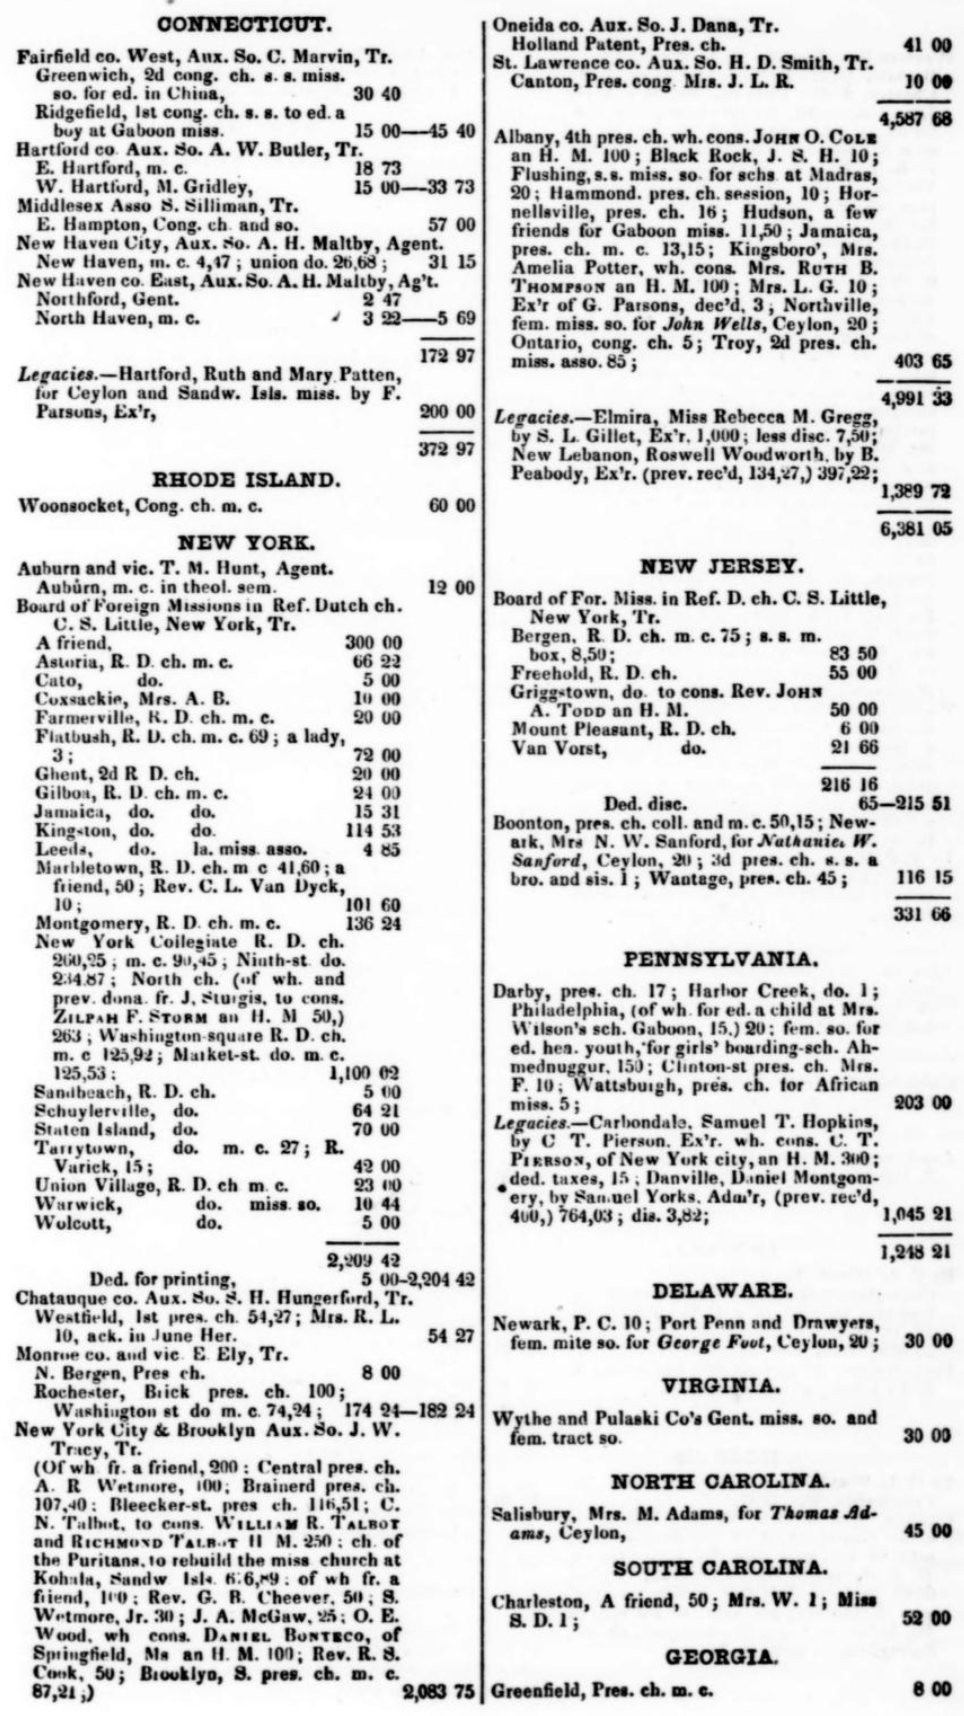 CONNECTICUT.
Fairfield co. West, Aux. So. C. Marvin, Tr.
Greenwich, 2d cong. ch. s. s. miss.
so. for ed. in China, 30 40
Ridgefield, 1st cong. ch. s. s. to ed. a
boy at Gaboon miss. 15 00—45 40
Hartford co. Aux. So. A. W. Butler, Tr.
E. Hartford, m. c. 18 73
W. Hartford, M. Gridley, 15 00—33 73
Middlesex Asso S. Silliman, Tr.
E. Hampton, Cong. ch. and so. 57 00
New Haven City, Aux. So. A. H. Maltby, Agent.
New Haven, m. c. 4,47; union do. 26,68; 31 15
New Haven co. East, Aux. So. A. H. Maltby, Ag't.
Northford, Gent. 2 47
North Haven, m. c. 3 22—5 69
172 97
Legacies.—Hartford, Ruth and Mary Patten,
for Ceylon and Sandw. Isls. miss. by F.
Parsons, Ex'r, 200 00
372 97
RHODE ISLAND.
Woonsocket, Cong. ch. m. c. 60 00
NEW YORK.
Auburn and vic. T. M. Hunt, Agent.
Auburn, m. c. in theol. sem. 12 00
Board of Foreign Missions in Ref. Dutch ch.
C. S. Little, New York, Tr.
A friend, 300 00
Astoria, R. D. ch. m. c. 66 22
Cato, do. 5 00
Coxsackie, Mrs. A. B. 10 00
Farmerville, R. D. ch. m. c. 20 00
Flatbush, R. D. ch. m. c. 69; a lady,
3; 72 00
Ghent, 2d R D. ch. 20 00
Gilboa, R. D. ch. m. c. 24 00
Jamaica, do. do. 15 31
Kingston, do. do. 114 53
Leeds, do. la. miss. asso. 4 85
Marbletown, R. D. ch. m c 41,60; a
friend, 50; Rev. C. L. Van Dyck,
10; 101 60
Montgomery, R. D. ch. m. c. 136 24
New York Collegiate R. D. ch.
260,25; m. c. 90,45; Ninth-st. do.
234.87; North ch. (of wh. and
prev. dona. fr. J. Sturgis, to cons.
ZILPAH F. STORM an H. M 50,)
263; Washington-square R. D. ch.
m. c 125,92; Market-st. do. m. c.
125,53; 1,100 02
Sandbeach, R. D. ch. 5 00
Schuylerville, do. 64 21
Staten Island, do. 70 00
Tarrytown, do. m. c. 27; R.
Varick, 15; 42 00
Union Village, R. D. ch m. c. 23 00
Warwick, do. miss. so. 10 44
Wolcott, do. 5 00
2,209 42
Ded. for printing, 5 00-2,204 42
Chatauque co. Aux. So. S. H. Hungerford, Tr.
Westfield, 1st pres. ch. 54,27; Mrs. R. L.
10, ack. in June Her. 54 27
Monroe co. and vic. E. Ely, Tr.
N. Bergen, Pres ch. 8 00
Rochester, Brick pres. ch. 100;
Washington st do m. c. 74,24; 174 24—182 24
New York City & Brooklyn Aux. So. J. W.
Tracy, Tr.
(Of wh. fr. a friend, 200: Central pres. ch.
A. R Wetmore, 100; Brainerd pres. ch.
107,40; Bleecker-st. pres ch. 116,51; C.
N. Talbot, to cons. WILLIAM R. TALBOT
and RICHMOND TALBOT H M. 250; ch. of
the Puritans, to rebuild the miss church at
Kohala, Sandw Isls. 636,89; of wh fr. a
friend, 100; Rev. G. B. Cheever, 50; S.
Wetmore, Jr. 30; J. A. McGaw, 25; O. E.
Wood, wh cons. DANIEL BONTECO, of
Springfield, Ms an H. M. 100; Rev. R. S.
Cook, 50; Brooklyn, S. pres. ch. m. c.
87,21;) 2,083 75
Oneida co. Aux. So. J. Dana, Tr.
Holland Patent, Pres. ch. 41 00
St. Lawrence co. Aux. So. H. D. Smith, Tr.
Canton, Pres. cong. Mrs. J. L. R. 10 00
4,587 68
Albany, 4th pres. ch. wh. cons. JOHN O. COLE
an H. M. 100; Black Rock, J. S. H. 10;
Flushing, s. s. miss. so. for schs. at Madras,
20; Hammond. pres. ch. session, 10; Hor-
nellsville, pres. ch. 16; Hudson, a few
friends for Gaboon miss. 11,50; Jamaica,
pres. ch. m. c. 13,15; Kingsboro', Mrs.
Amelia Potter, wh. cons. Mrs. RUTH B.
THOMPSON an H. M. 100; Mrs. L. G. 10;
Ex'r of G. Parsons, dec'd, 3; Northville,
fem. miss. so. for John Wells, Ceylon, 20;
Ontario, cong. ch. 5; Troy, 2d pres. ch.
miss. asso. 85; 403 65
4,991 33
Legacies.—Elmira, Miss Rebecca M. Gregg,
by S. L. Gillet, Ex'r. 1,000; less disc. 7,50;
New Lebanon, Roswell Woodworth, by B.
Peabody, Ex'r. (prev. rec'd, 134,27,) 397,22;
1,389 72
6,381 05
NEW JERSEY.
Board of For. Miss. in Ref. D. ch. C. S. Little,
New York, Tr.
Bergen, R. D. ch. m. c. 75; s. s. m.
box, 8,50; 83 50
Freehold, R. D. ch. 55 00
Griggstown, do. to cons. Rev. JOHN
A. TODD an H. M. 50 00
Mount Pleasant, R. D. ch. 6 00
Van Vorst, do. 21 66
216 16
Ded. disc. 65—215 51
Boonton, pres. ch. coll. and m. c. 50,15; New-
ark, Mrs N. W. Sanford, for Nathaniel W.
Sanford, Ceylon, 20; 3d pres. ch. s. s. a
bro. and sis. 1; Wantage, pres. ch. 45; 116 15
331 66
PENNSYLVANIA.
Darby, pres. ch. 17; Harbor Creek, do. 1;
Philadelphia, (of wh. for ed. a child at Mrs.
Wilson's sch. Gaboon, 15,) 20; fem. so. for
ed. hea. youth, for girls' boarding-sch. Ah-
mednuggur, 150; Clinton-st pres. ch. Mrs.
F. 10; Wattsburgh, pres. ch. for African
miss. 5; 203 00
Legacies.—Carbondale, Samuel T. Hopkins,
by C T. Pierson, Ex'r. wh. cons. C. T.
PIERSON, of New York city, an H. M. 300;
ded. taxes, 15; Danville, Daniel Montgom-
ery, by Samuel Yorks, Adm'r, (prev. rec'd,
400,) 764,03; dis. 3,82; 1,045 21
1,248 21
DELAWARE.
Newark, P. C. 10; Port Penn and Drawyers,
fem. mite so. for George Foot, Ceylon, 20; 30 00
VIRGINIA.
Wythe and Pulaski Co's Gent. miss. so. and
fem. tract so. 30 00
NORTH CAROLINA.
Salisbury, Mrs. M. Adams, for Thomas Ad-
ams, Ceylon, 45 00
SOUTH CAROLINA.
Charleston, A friend, 50; Mrs. W. 1; Miss
S. D. 1; 52 00
GEORGIA.
Greenfield, Pres. ch. m. c. 8 00